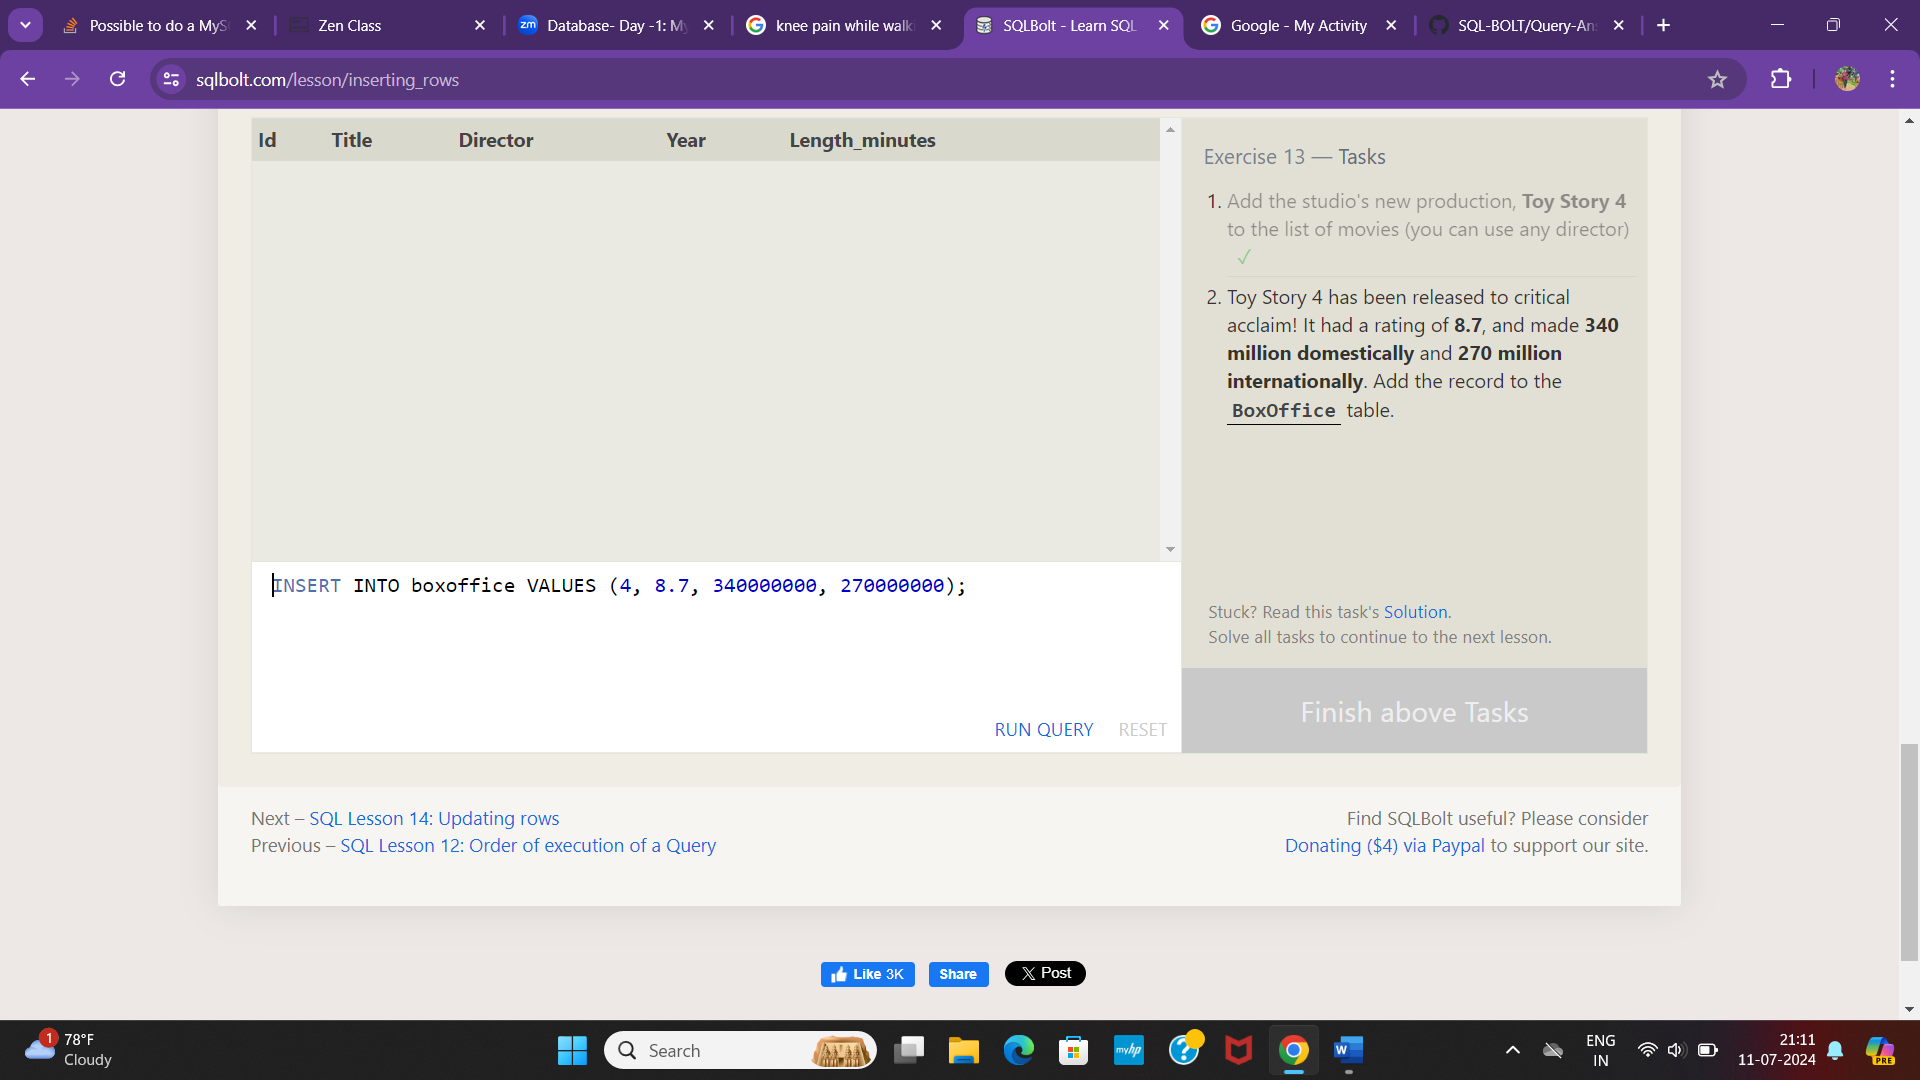 Possible to do a MyS
Zen Class
Database- Day -1: My
knee pain while walki
SQLBolt - Learn SQL
Google - My Activity
SQL-BOLT/Query-Ans
sqlbolt.com/lesson/inserting_rows
Id Title Director Year Length_minutes
Exercise 13 — Tasks
1. Add the studio's new production, Toy Story 4
to the list of movies (you can use any director)
✓
2. Toy Story 4 has been released to critical
acclaim! It had a rating of 8.7, and made 340
million domestically and 270 million
internationally. Add the record to the
BoxOffice table.
INSERT INTO boxoffice VALUES (4, 8.7, 340000000, 270000000);
Stuck? Read this task's Solution.
Solve all tasks to continue to the next lesson.
RUN QUERY RESET
Finish above Tasks
Next – SQL Lesson 14: Updating rows
Previous – SQL Lesson 12: Order of execution of a Query
Find SQLBolt useful? Please consider
Donating ($4) via Paypal to support our site.
Like 3K
Share
X Post
1
78°F
Cloudy
Search
myhp
W
ENG
IN
21:11
11-07-2024
PRE